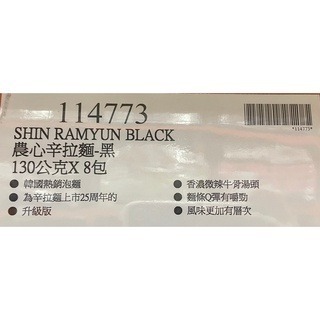 114773
*114773*
SHIN RAMYUN BLACK
農心辛拉麵-黑
130公克X 8包
● 韓國熱銷泡麵
● 為辛拉麵上市25周年的
● 升級版
● 香濃微辣牛骨湯頭
● 麵條Q彈有嚼勁
● 風味更加有層次